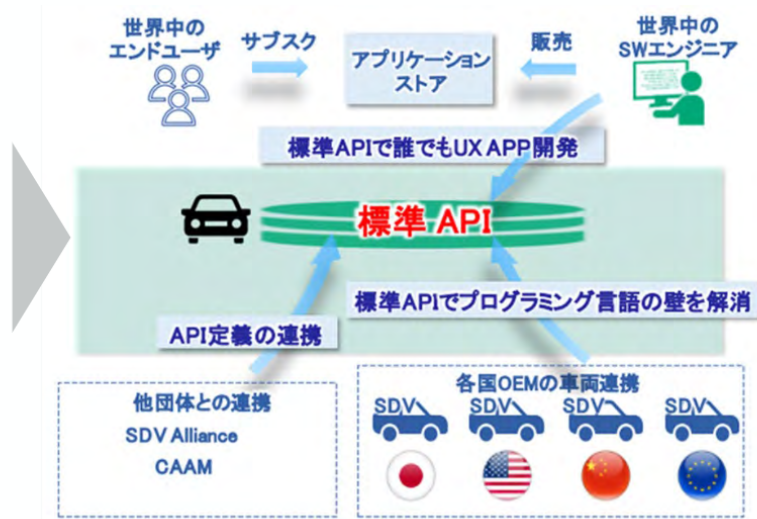 世界中の
エンドユーザ
サブスク
アプリケーション
ストア
販売
世界中の
SWエンジニア
標準APIで誰でもUX APP開発
標準 API
標準APIでプログラミング言語の壁を解消
API定義の連携
他団体との連携
SDV Alliance
CAAM
各国OEMの車両連携
SDV SDV SDV SDV